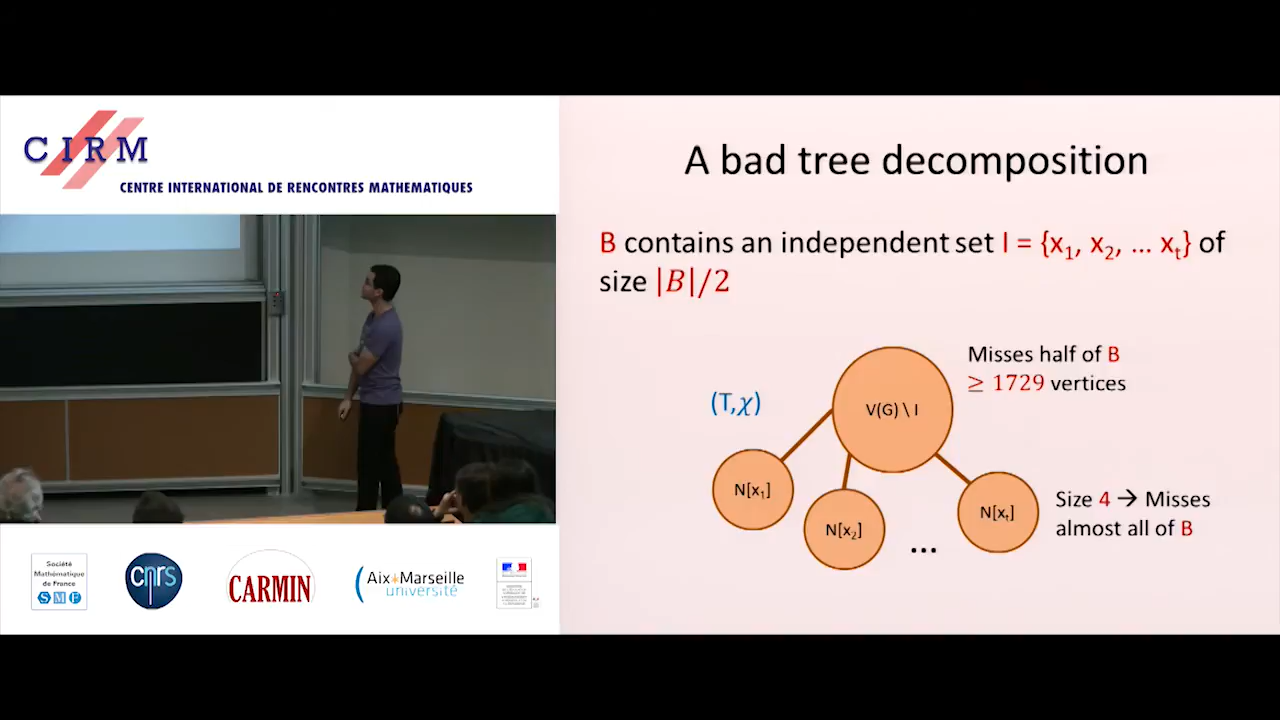 CIRM
CENTRE INTERNATIONAL DE RENCONTRES MATHEMATIQUES
A bad tree decomposition
B contains an independent set I = {x₁, x₂, … xₜ} of
size |B|/2
Misses half of B
≥ 1729 vertices
(T,χ)
V(G) \ I
N[x₁]
N[x₂]
…
N[xₜ]
Size 4 → Misses
almost all of B
Société
Mathématique
de France
SMF
cnrs
CARMIN
Aix*Marseille
université